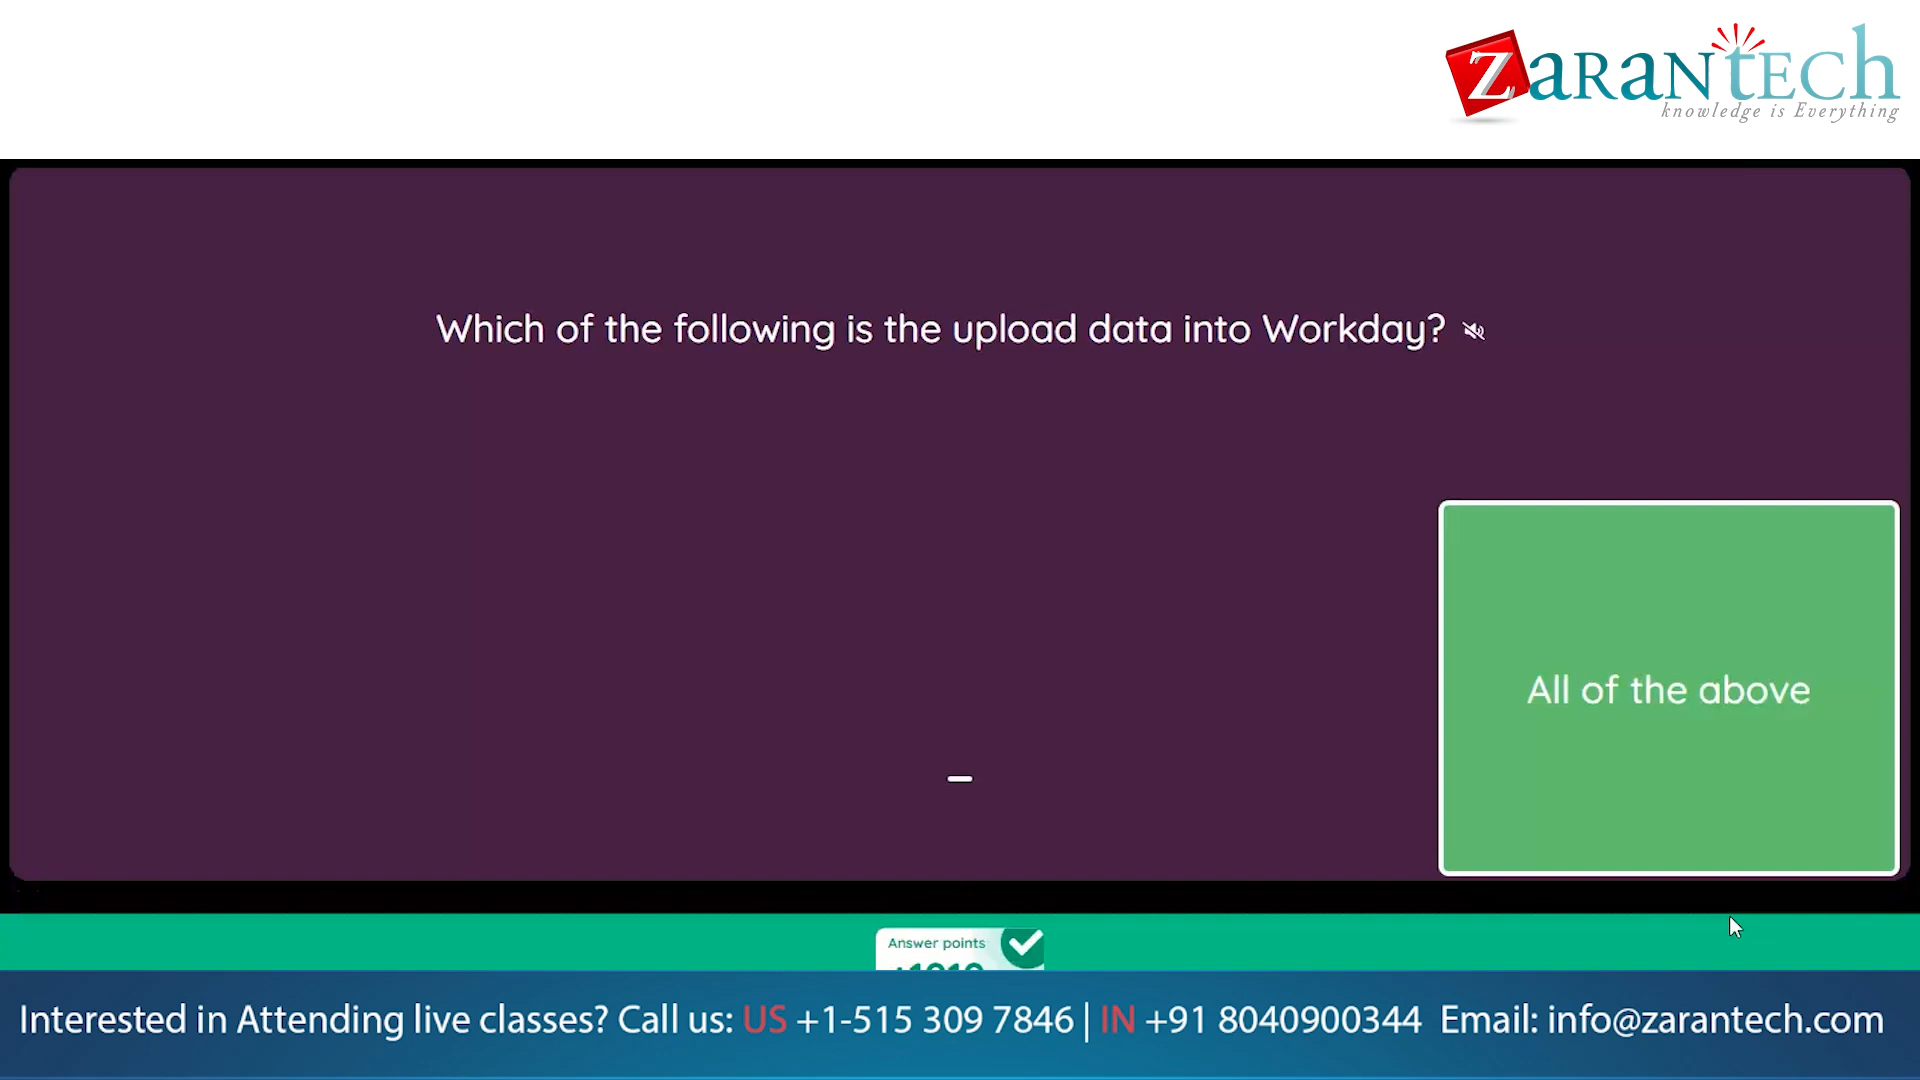 ZaranTech
knowledge is Everything
Which of the following is the upload data into Workday?
All of the above
Answer points
Interested in Attending live classes? Call us: US +1-515 309 7846 | IN +91 8040900344 Email: info@zarantech.com